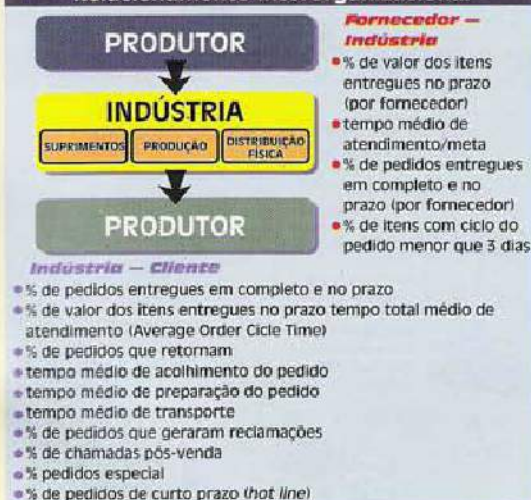 PRODUTOR
INDÚSTRIA
SUPRIMENTOS
PRODUÇÃO
DISTRIBUIÇÃO
FÍSICA
PRODUTOR
Fornecedor —
Indústria
•% de valor dos itens
entregues no prazo
(por fornecedor)
•tempo médio de
atendimento/meta
•% de pedidos entregues
em completo e no
prazo (por fornecedor)
•% de itens com ciclo do
pedido menor que 3 dias
Indústria — Cliente
•% de pedidos entregues em completo e no prazo
•% de valor dos itens entregues no prazo tempo total médio de
atendimento (Average Order Cicle Time)
•% de pedidos que retornam
•tempo médio de acolhimento do pedido
•tempo médio de preparação do pedido
•tempo médio de transporte
•% de pedidos que geraram reclamações
•% de chamadas pós-venda
•% pedidos especial
•% de pedidos de curto prazo (hot line)